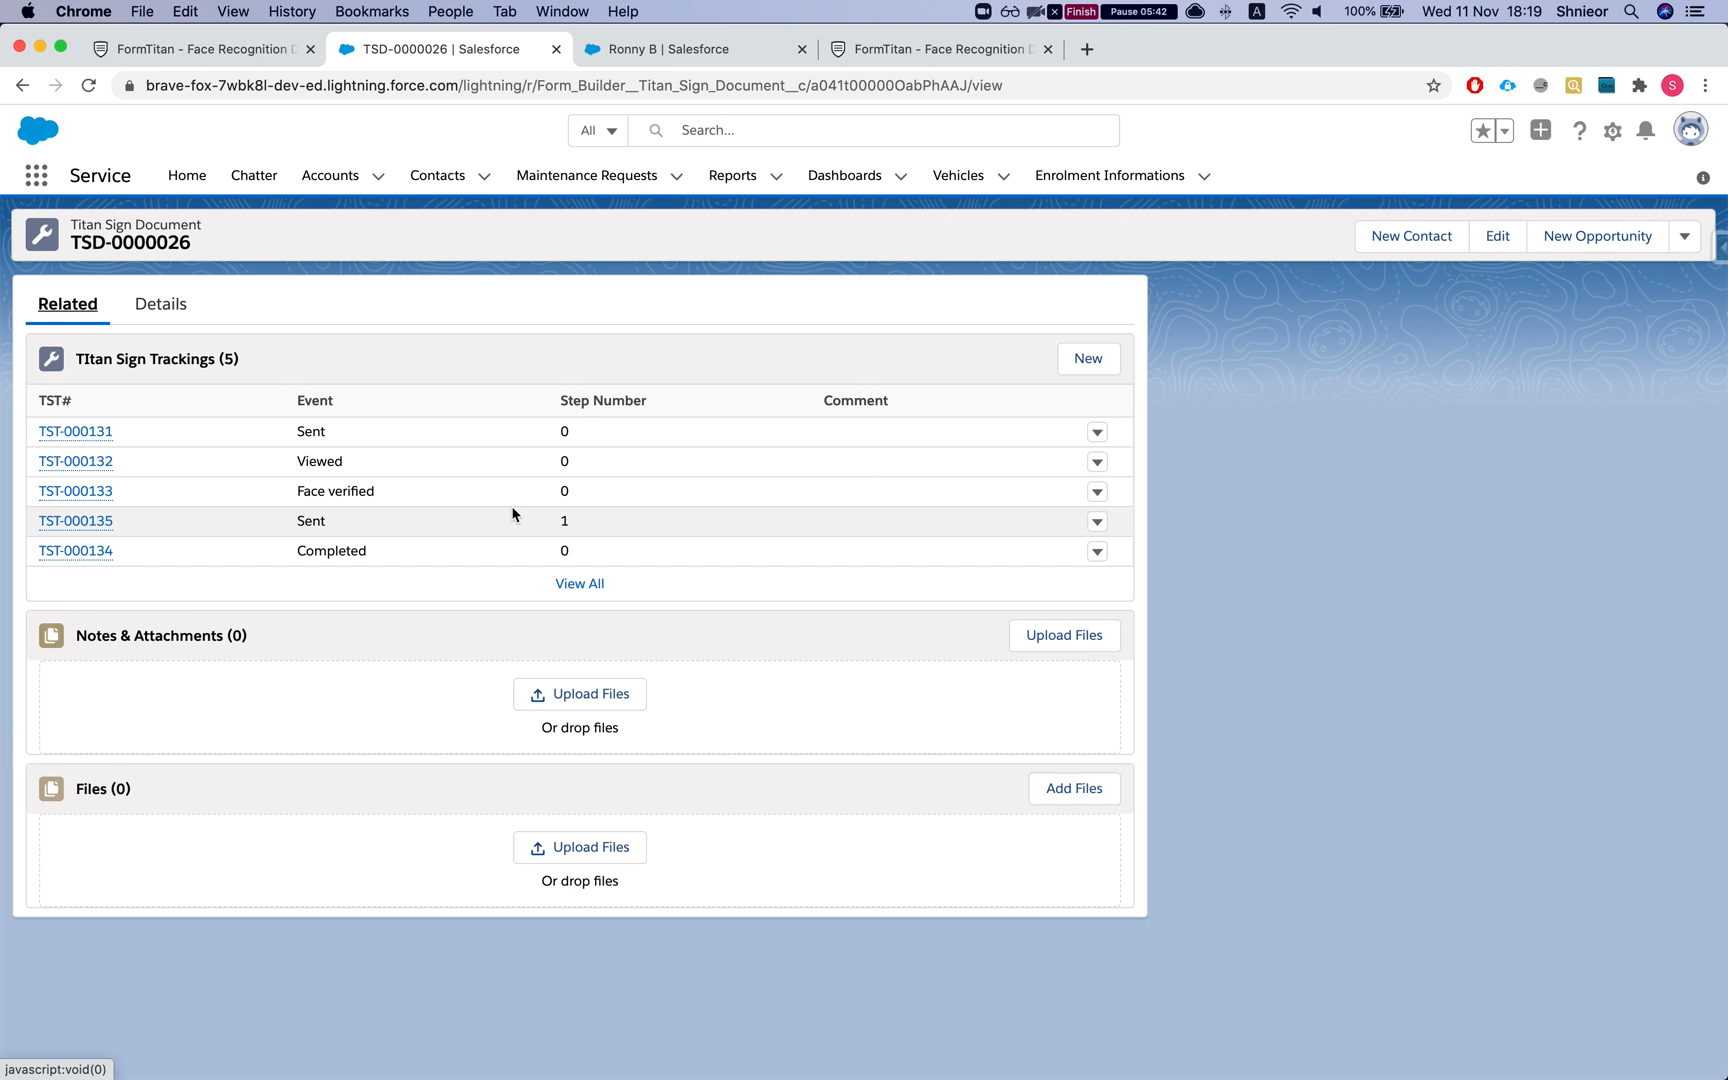 Chrome File Edit View History Bookmarks People Tab Window Help Finish Pause 05:42 A 100% Wed 11 Nov 18:19 Shnieor
FormTitan - Face Recognition TSD-0000026 | Salesforce Ronny B | Salesforce FormTitan - Face Recognition
brave-fox-7wbk8l-dev-ed.lightning.force.com/lightning/r/Form_Builder__Titan_Sign_Document__c/a041t00000OabPhAAJ/view S
All Search...
Service Home Chatter Accounts Contacts Maintenance Requests Reports Dashboards Vehicles Enrolment Informations
Titan Sign Document
TSD-0000026
New Contact Edit New Opportunity
Related Details
TItan Sign Trackings (5) New
TST# Event Step Number Comment
TST-000131 Sent 0
TST-000132 Viewed 0
TST-000133 Face verified 0
TST-000135 Sent 1
TST-000134 Completed 0
View All
Notes & Attachments (0) Upload Files
Upload Files
Or drop files
Files (0) Add Files
Upload Files
Or drop files
javascript:void(0)